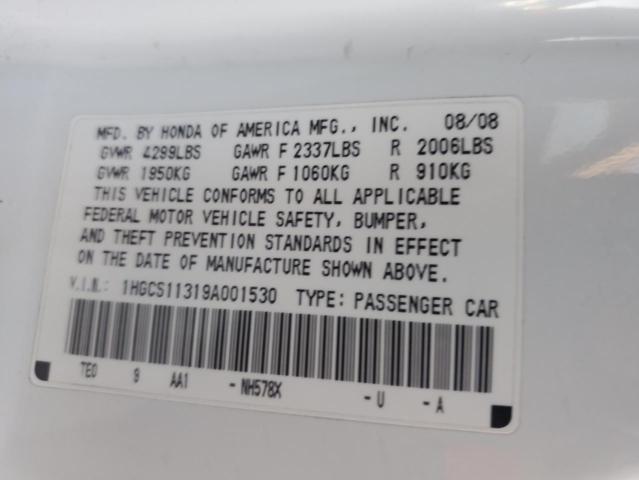 MFD. BY HONDA OF AMERICA MFG., INC. 08/08
GVWR 4299LBS GAWR F 2337LBS R 2006LBS
GVWR 1950KG GAWR F 1060KG R 910KG
THIS VEHICLE CONFORMS TO ALL APPLICABLE
FEDERAL MOTOR VEHICLE SAFETY, BUMPER,
AND THEFT PREVENTION STANDARDS IN EFFECT
ON THE DATE OF MANUFACTURE SHOWN ABOVE.
V.I.N.: 1HGCS11319A001530 TYPE: PASSENGER CAR
TE0 9 AA1 -NH578X -U -A